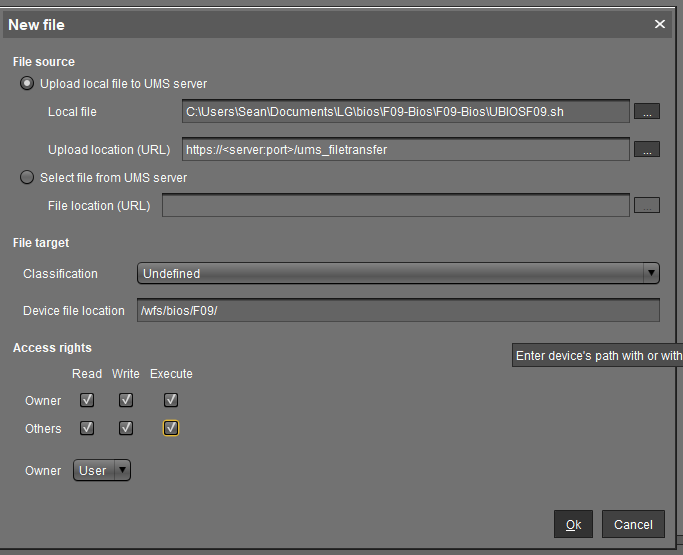 New file
File source
Upload local file to UMS server
Local file C:\Users\Sean\Documents\LG\bios\F09-Bios\F09-Bios\UBIOSF09.sh ...
Upload location (URL) https://<server:port>/ums_filetransfer ...
Select file from UMS server
File location (URL) ...
File target
Classification Undefined
Device file location /wfs/bios/F09/
Access rights
Enter device's path with or with
Read Write Execute
Owner
Others
Owner User
Ok Cancel